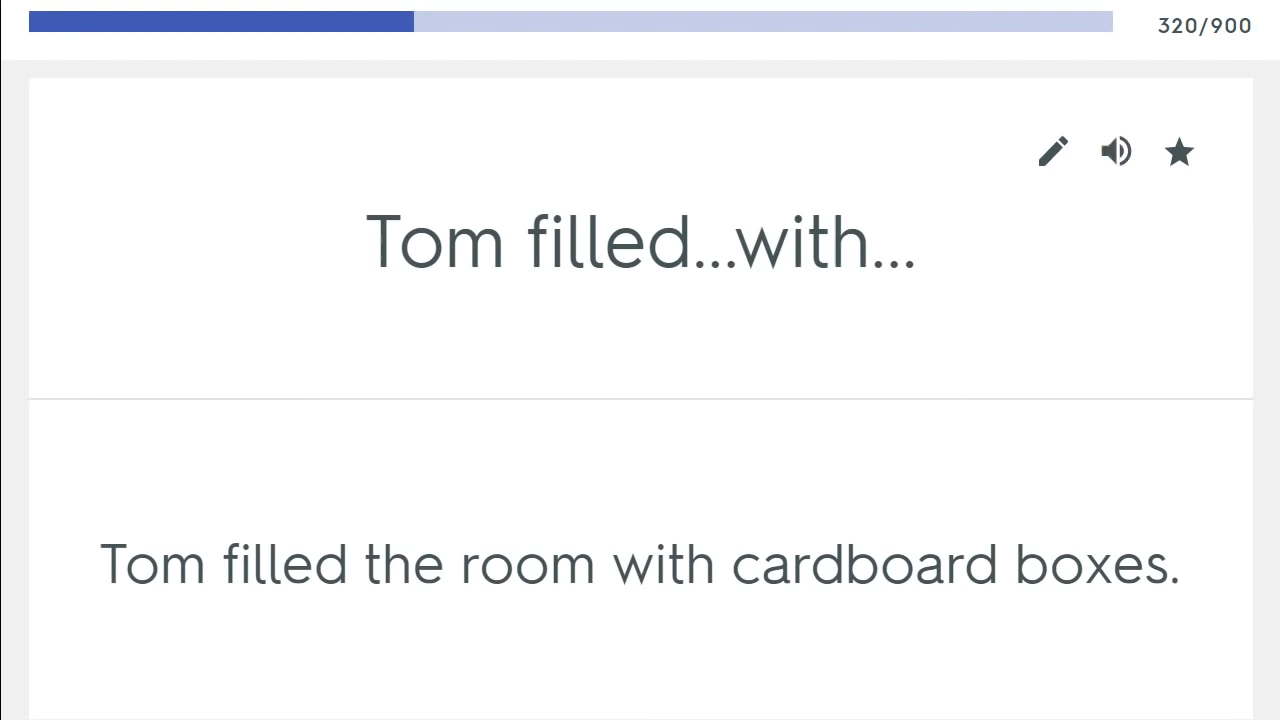 320/900
Tom filled...with...
Tom filled the room with cardboard boxes.